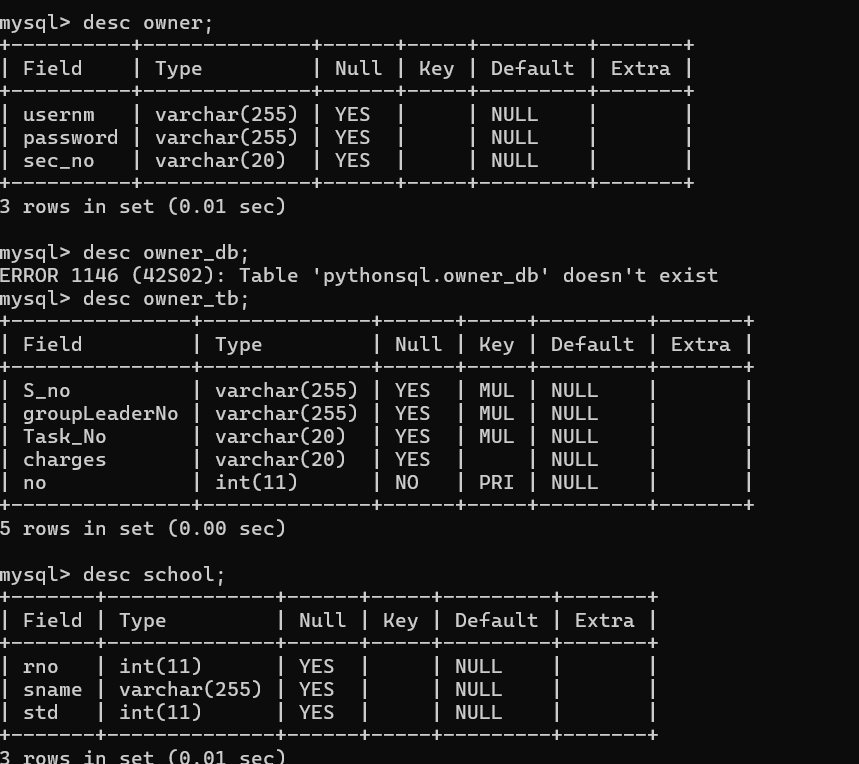 mysql> desc owner;
+----------+--------------+------+-----+---------+-------+
| Field    | Type         | Null | Key | Default | Extra |
+----------+--------------+------+-----+---------+-------+
| usernm   | varchar(255) | YES  |     | NULL    |       |
| password | varchar(255) | YES  |     | NULL    |       |
| sec_no   | varchar(20)  | YES  |     | NULL    |       |
+----------+--------------+------+-----+---------+-------+
3 rows in set (0.01 sec)
mysql> desc owner_db;
ERROR 1146 (42S02): Table 'pythonsql.owner_db' doesn't exist
mysql> desc owner_tb;
+---------------+--------------+------+-----+---------+-------+
| Field         | Type         | Null | Key | Default | Extra |
+---------------+--------------+------+-----+---------+-------+
| S_no          | varchar(255) | YES  | MUL | NULL    |       |
| groupLeaderNo | varchar(255) | YES  | MUL | NULL    |       |
| Task_No       | varchar(20)  | YES  | MUL | NULL    |       |
| charges       | varchar(20)  | YES  |     | NULL    |       |
| no            | int(11)      | NO   | PRI | NULL    |       |
+---------------+--------------+------+-----+---------+-------+
5 rows in set (0.00 sec)
mysql> desc school;
+-------+--------------+------+-----+---------+-------+
| Field | Type         | Null | Key | Default | Extra |
+-------+--------------+------+-----+---------+-------+
| rno   | int(11)      | YES  |     | NULL    |       |
| sname | varchar(255) | YES  |     | NULL    |       |
| std   | int(11)      | YES  |     | NULL    |       |
+-------+--------------+------+-----+---------+-------+
3 rows in set (0.01 sec)